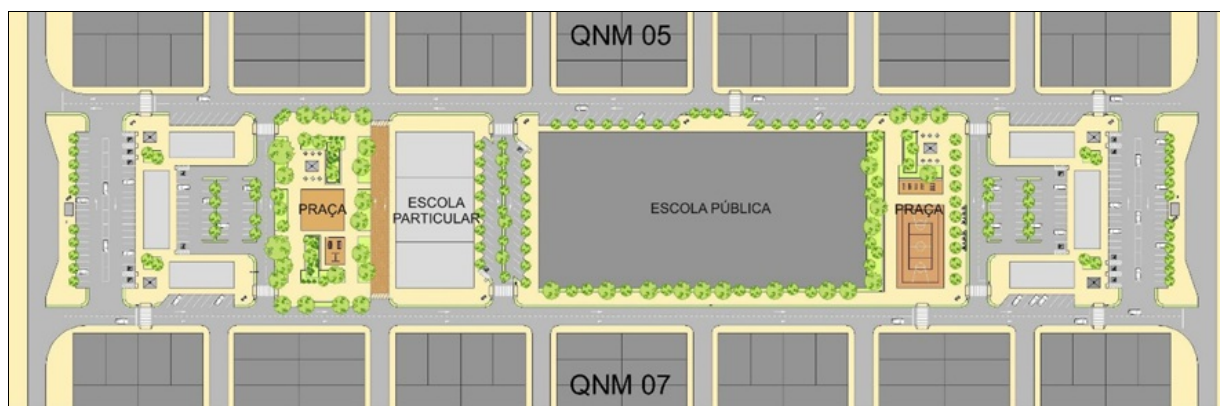 QNM 05
PRAÇA
ESCOLA
PARTICULAR
ESCOLA PÚBLICA
PRAÇA
QNM 07